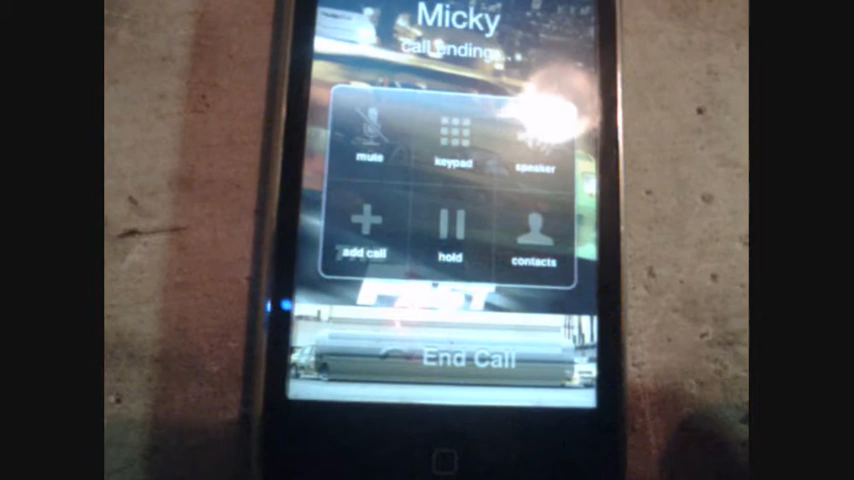 Micky
call ending...
mute keypad speaker
add call hold contacts
End Call